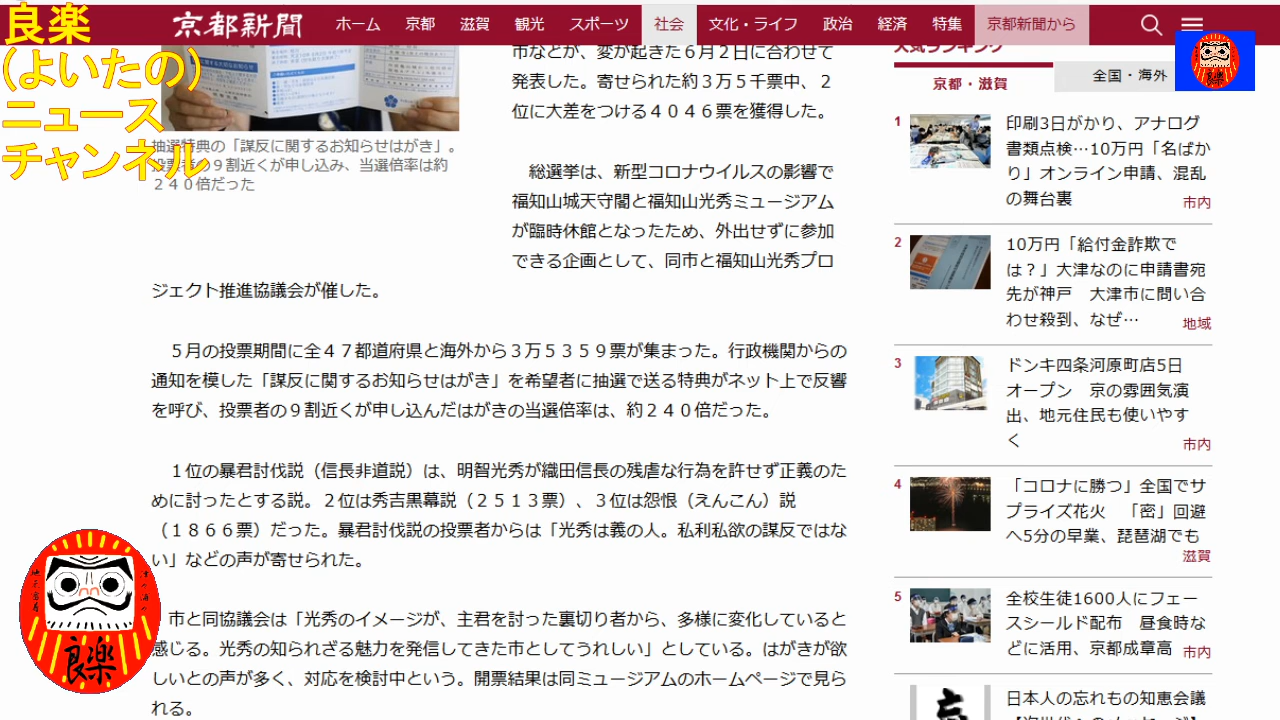 良楽
(よいたの)
ニュース
チャンネル
京都新聞
ホーム 京都 滋賀 観光 スポーツ 社会 文化・ライフ 政治 経済 特集 京都新聞から
市などが、変が起きた6月2日に合わせて
発表した。寄せられた約3万5千票中、2
位に大差をつける4046票を獲得した。
抽選特典の「謀反に関するお知らせはがき」。
投票者の9割近くが申し込み、当選倍率は約
240倍だった
総選挙は、新型コロナウイルスの影響で
福知山城天守閣と福知山光秀ミュージアム
が臨時休館となったため、外出せずに参加
できる企画として、同市と福知山光秀プロ
ジェクト推進協議会が催した。
5月の投票期間に全47都道府県と海外から3万5359票が集まった。行政機関からの
通知を模した「謀反に関するお知らせはがき」を希望者に抽選で送る特典がネット上で反響
を呼び、投票者の9割近くが申し込んだはがきの当選倍率は、約240倍だった。
1位の暴君討伐説（信長非道説）は、明智光秀が織田信長の残虐な行為を許せず正義のた
めに討ったとする説。2位は秀吉黒幕説（2513票）、3位は怨恨（えんこん）説
（1866票）だった。暴君討伐説の投票者からは「光秀は義の人。私利私欲の謀反ではな
い」などの声が寄せられた。
市と同協議会は「光秀のイメージが、主君を討った裏切り者から、多様に変化していると
感じる。光秀の知られざる魅力を発信してきた市としてうれしい」としている。はがきが欲
しいとの声が多く、対応を検討中という。開票結果は同ミュージアムのホームページで見ら
れる。
人気ランキング
京都・滋賀 全国・海外
1
印刷3日がかり、アナログ
書類点検…10万円「名ばか
り」オンライン申請、混乱
の舞台裏
市内
2
10万円「給付金詐欺で
は？」大津なのに申請書宛
先が神戸 大津市に問い合
わせ殺到、なぜ…
地域
3
ドンキ四条河原町店5日
オープン 京の雰囲気演
出、地元住民も使いやす
く
市内
4
「コロナに勝つ」全国でサ
プライズ花火 「密」回避
へ5分の早業、琵琶湖でも
滋賀
5
全校生徒1600人にフェー
スシールド配布 昼食時な
どに活用、京都成章高
市内
日本人の忘れもの知恵会議
良楽
良楽